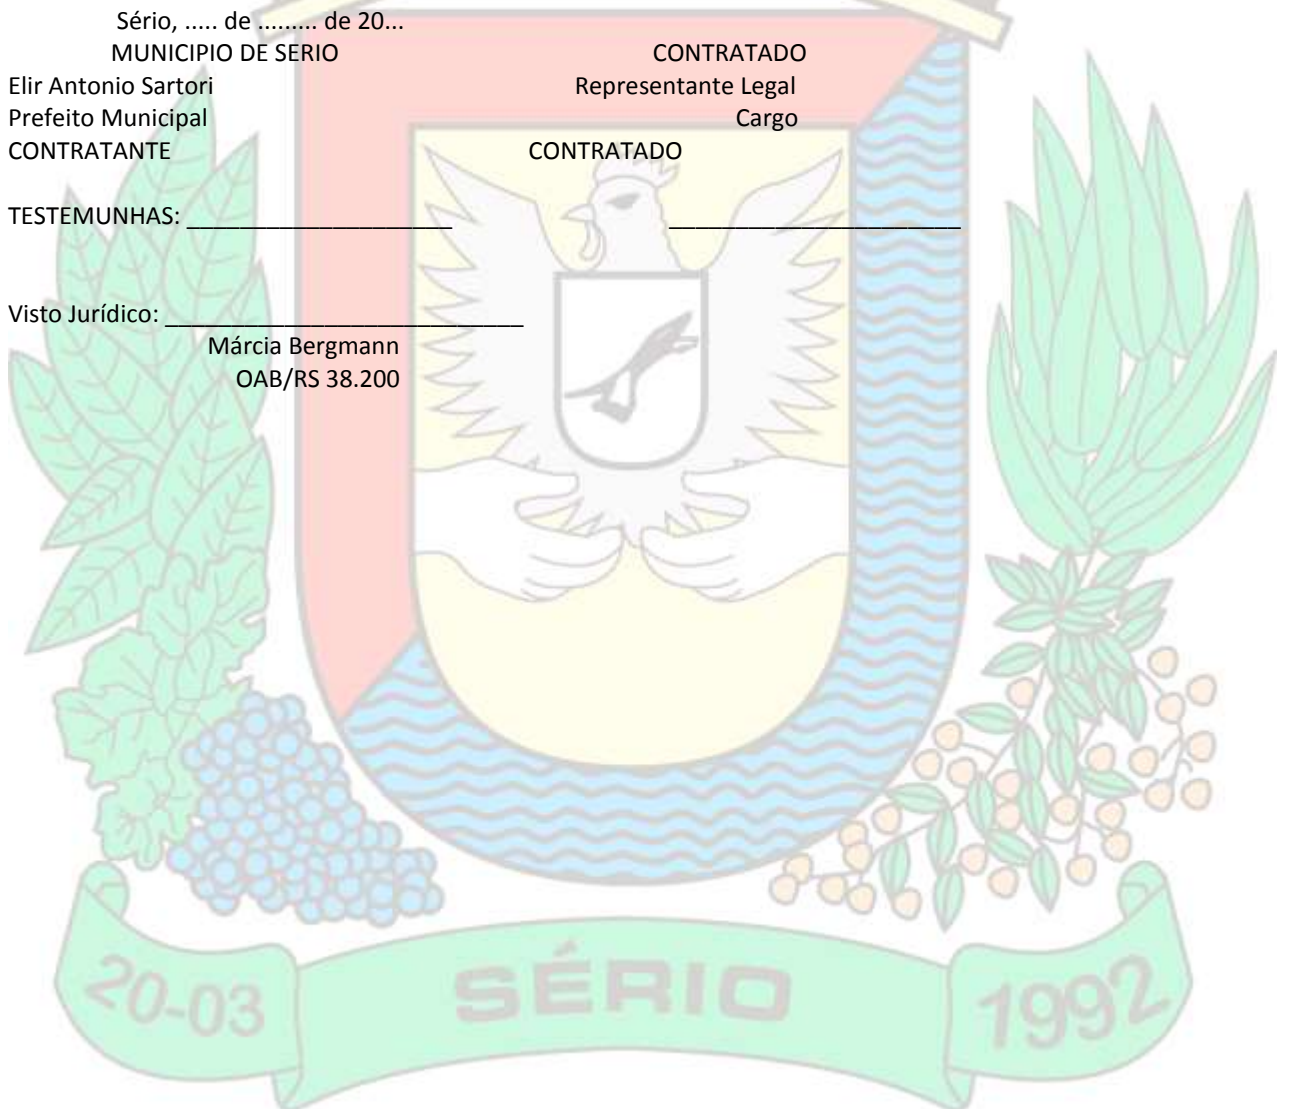 Sério, ..... de ......... de 20...
MUNICIPIO DE SERIO CONTRATADO
Elir Antonio Sartori Representante Legal
Prefeito Municipal Cargo
CONTRATANTE CONTRATADO
TESTEMUNHAS: ____________________ ______________________
Visto Jurídico: ___________________________
Márcia Bergmann
OAB/RS 38.200
20-03 SÉRIO 1992